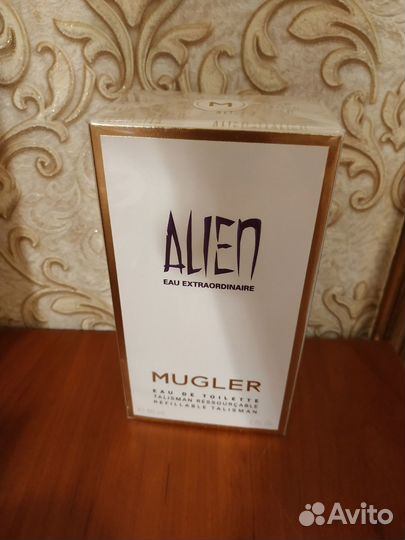 M
ALIEN
EAU EXTRAORDINAIRE
MUGLER
EAU DE TOILETTE
TALISMAN RESSOURÇABLE
REFILLABLE TALISMAN
Avito